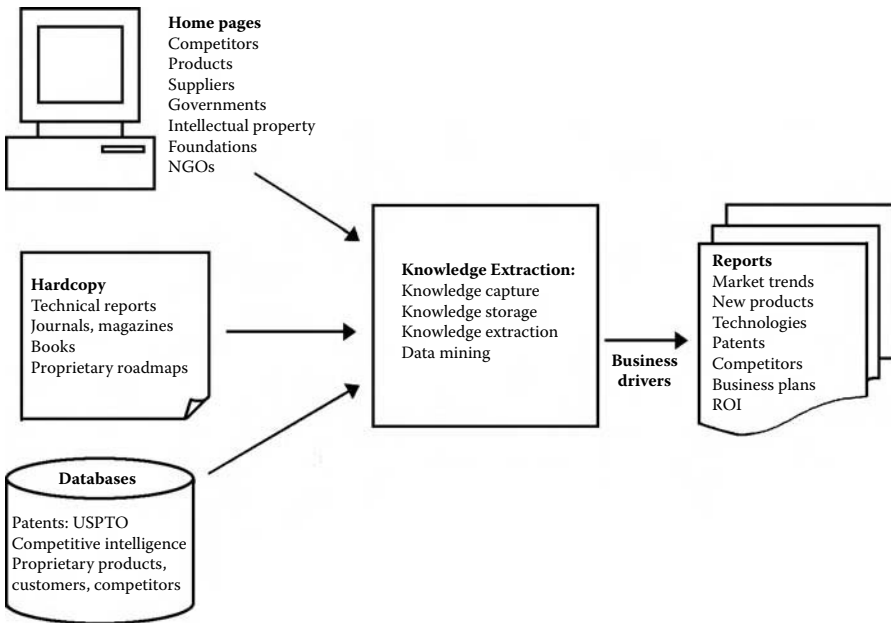 Home pages
Competitors
Products
Suppliers
Governments
Intellectual property
Foundations
NGOs
Hardcopy
Technical reports
Journals, magazines
Books
Proprietary roadmaps
Databases
Patents: USPTO
Competitive intelligence
Proprietary products,
customers, competitors
Knowledge Extraction:
Knowledge capture
Knowledge storage
Knowledge extraction
Data mining
Business
drivers
Reports
Market trends
New products
Technologies
Patents
Competitors
Business plans
ROI